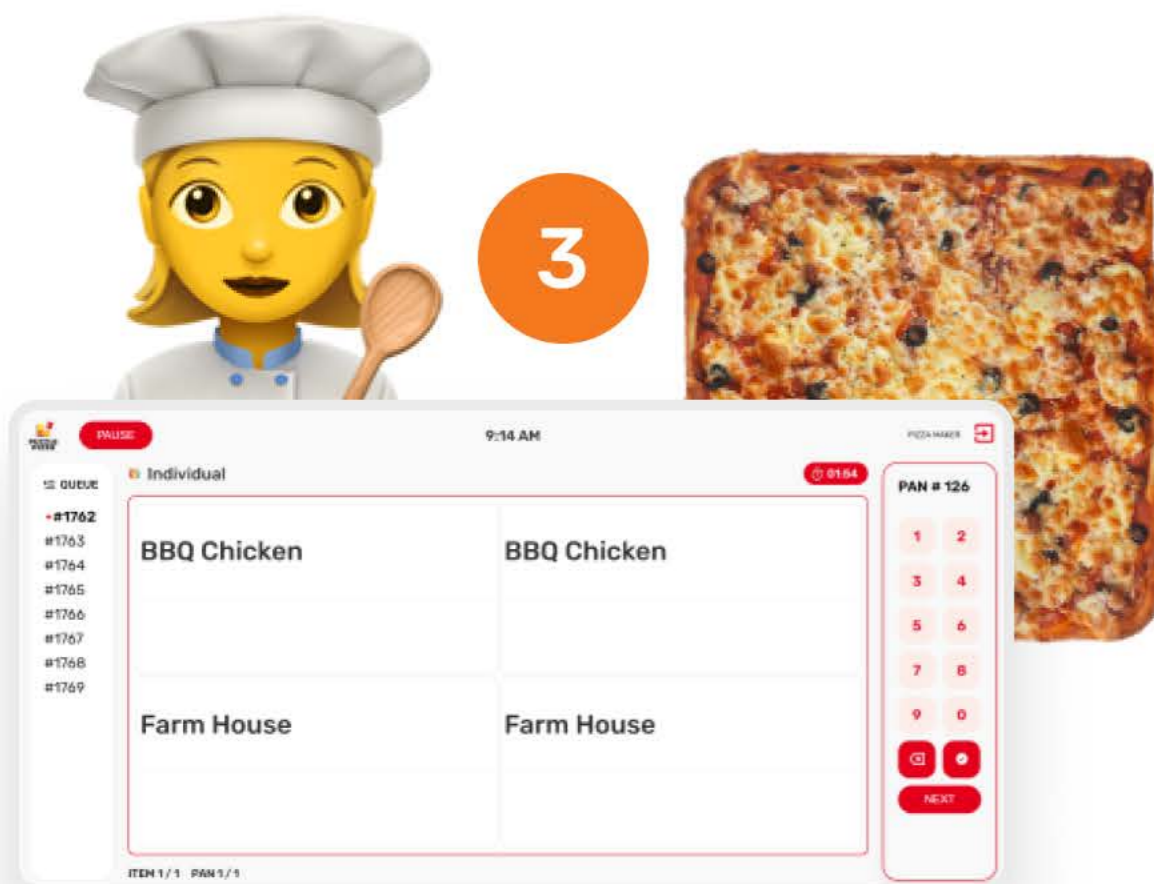 3
PAUSE
9:14 AM
PIZZA MAKER
QUEUE
Individual
01:54
PAN # 126
#1762
#1763
#1764
#1765
#1766
#1767
#1768
#1769
BBQ Chicken
BBQ Chicken
Farm House
Farm House
1 2
3 4
5 6
7 8
9 0
NEXT
ITEM 1 / 1 PAN 1 / 1